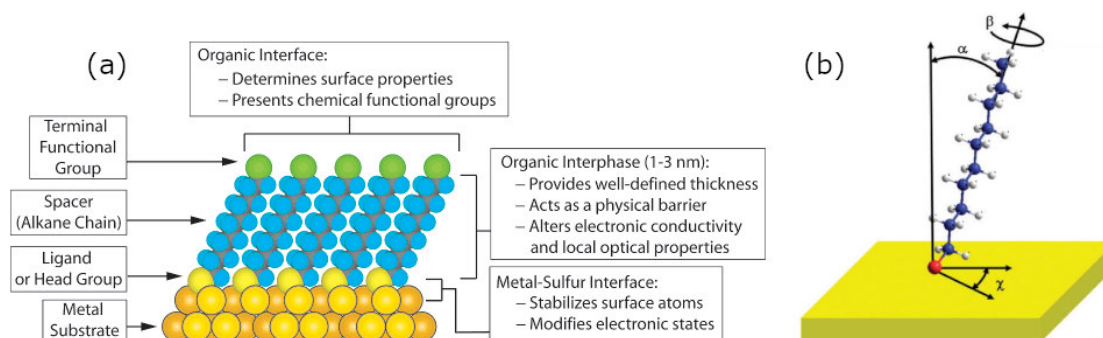 (a)
Organic Interface:
– Determines surface properties
– Presents chemical functional groups
Terminal
Functional
Group
Spacer
(Alkane Chain)
Ligand
or Head Group
Metal
Substrate
Organic Interphase (1-3 nm):
– Provides well-defined thickness
– Acts as a physical barrier
– Alters electronic conductivity
and local optical properties
Metal-Sulfur Interface:
– Stabilizes surface atoms
– Modifies electronic states
(b)
β
α
χ